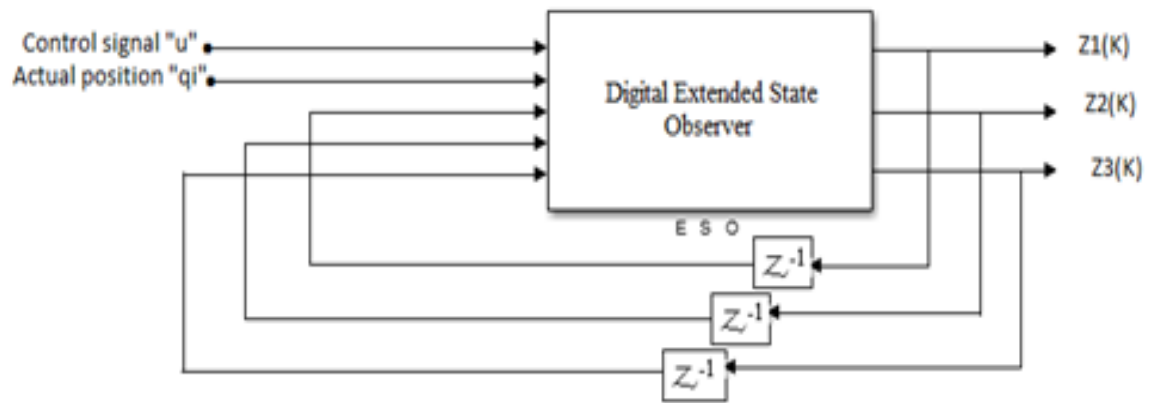 Control signal "u"
Actual position "qi"
Digital Extended State
Observer
Z1(K)
Z2(K)
Z3(K)
E S O
Z-1
Z-1
Z-1